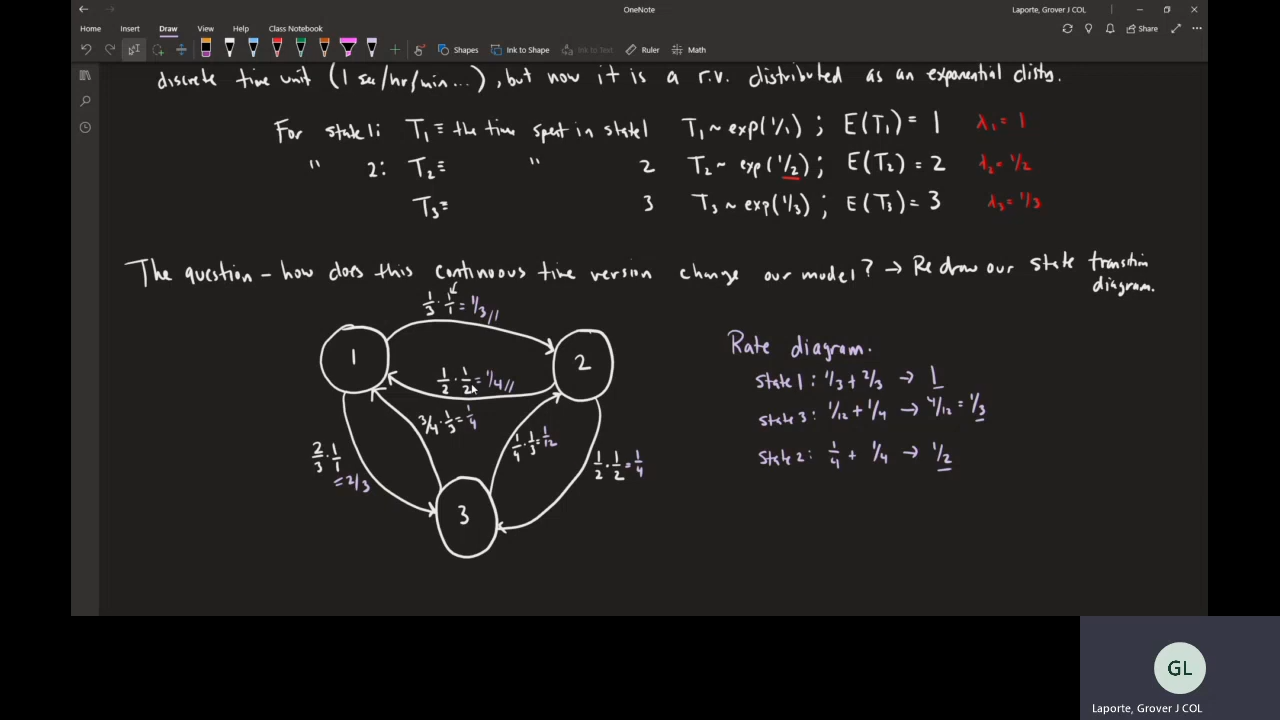 OneNote
Laporte, Grover J COL
Home Insert Draw View Help Class Notebook
Share
Shapes Ink to Shape Ink to Text Ruler Math
discrete time unit (1 sec/hr/min...), but now it is a r.v. distributed as an exponential distn.
For state 1: T₁ ≡ the time spent in state 1 T₁ ~ exp(1/1) ; E(T₁) = 1 λ₁ = 1
" 2: T₂ ≡ " 2 T₂ ~ exp(1/2) ; E(T₂) = 2 λ₂ = 1/2
T₃ ≡ 3 T₃ ~ exp(1/3) ; E(T₃) = 3 λ₃ = 1/3
The question - how does this continuous time version change our model? → Redraw our state transition
diagram.
1/3 · 1/1 = 1/3 //
1
2
1/2 · 1/2 = 1/4 //
3/4 · 1/3 = 1/4
1/4 · 1/3 = 1/12
2/3 · 1/1
= 2/3
1/2 · 1/2 = 1/4
3
Rate diagram.
State 1: 1/3 + 2/3 → 1
State 3: 1/12 + 1/4 → 4/12 = 1/3
State 2: 1/4 + 1/4 → 1/2
GL
Laporte, Grover J COL